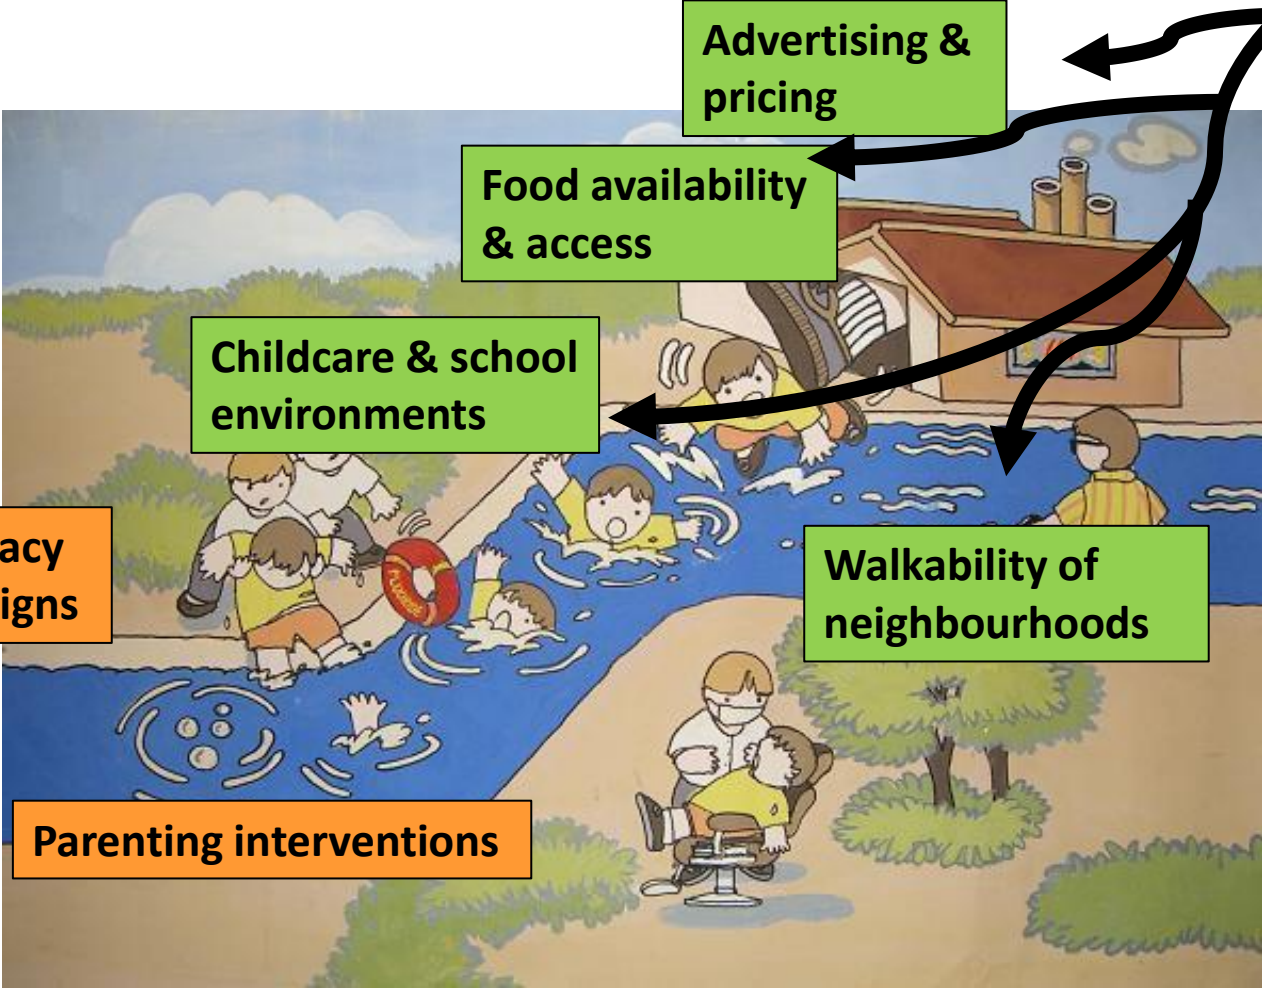 Advertising &
pricing
Food availability
& access
Childcare & school
environments
acy
igns
Walkability of
neighbourhoods
Parenting interventions